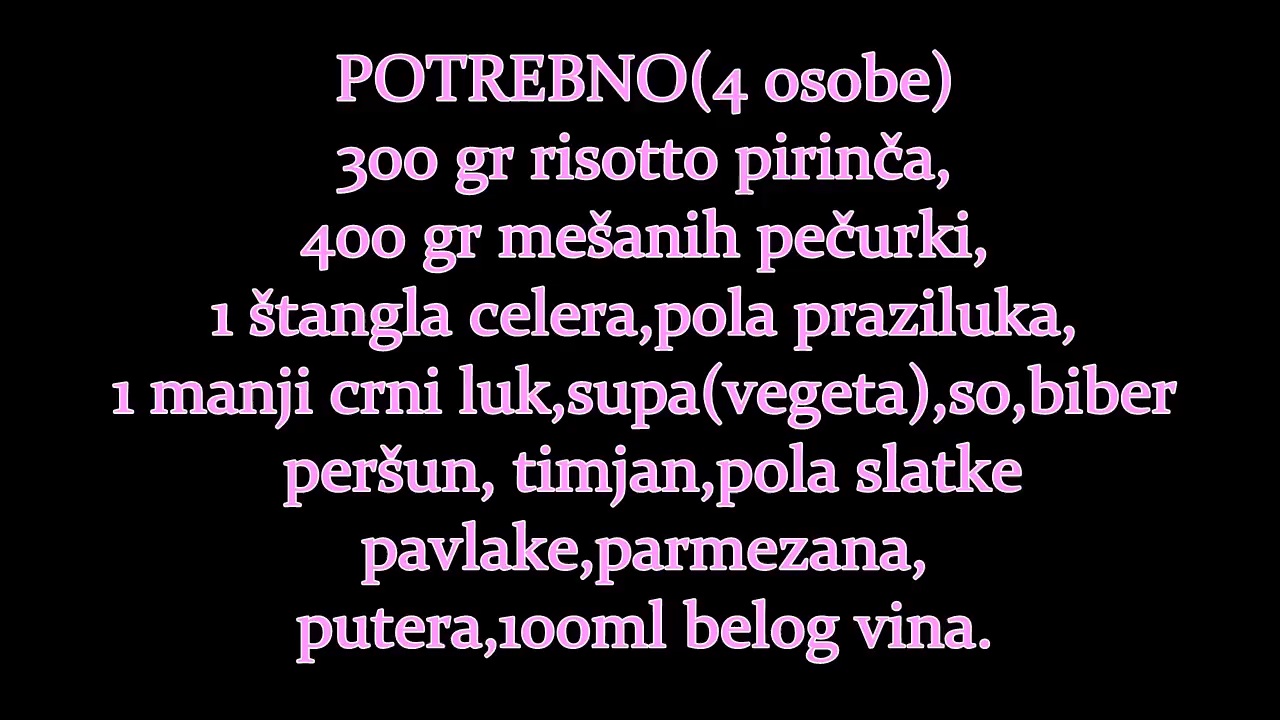 POTREBNO(4 osobe)
300 gr risotto pirinča,
400 gr mešanih pečurki,
1 štangla celera,pola praziluka,
1 manji crni luk,supa(vegeta),so,biber
peršun, timjan,pola slatke
pavlake,parmezana,
putera,100ml belog vina.